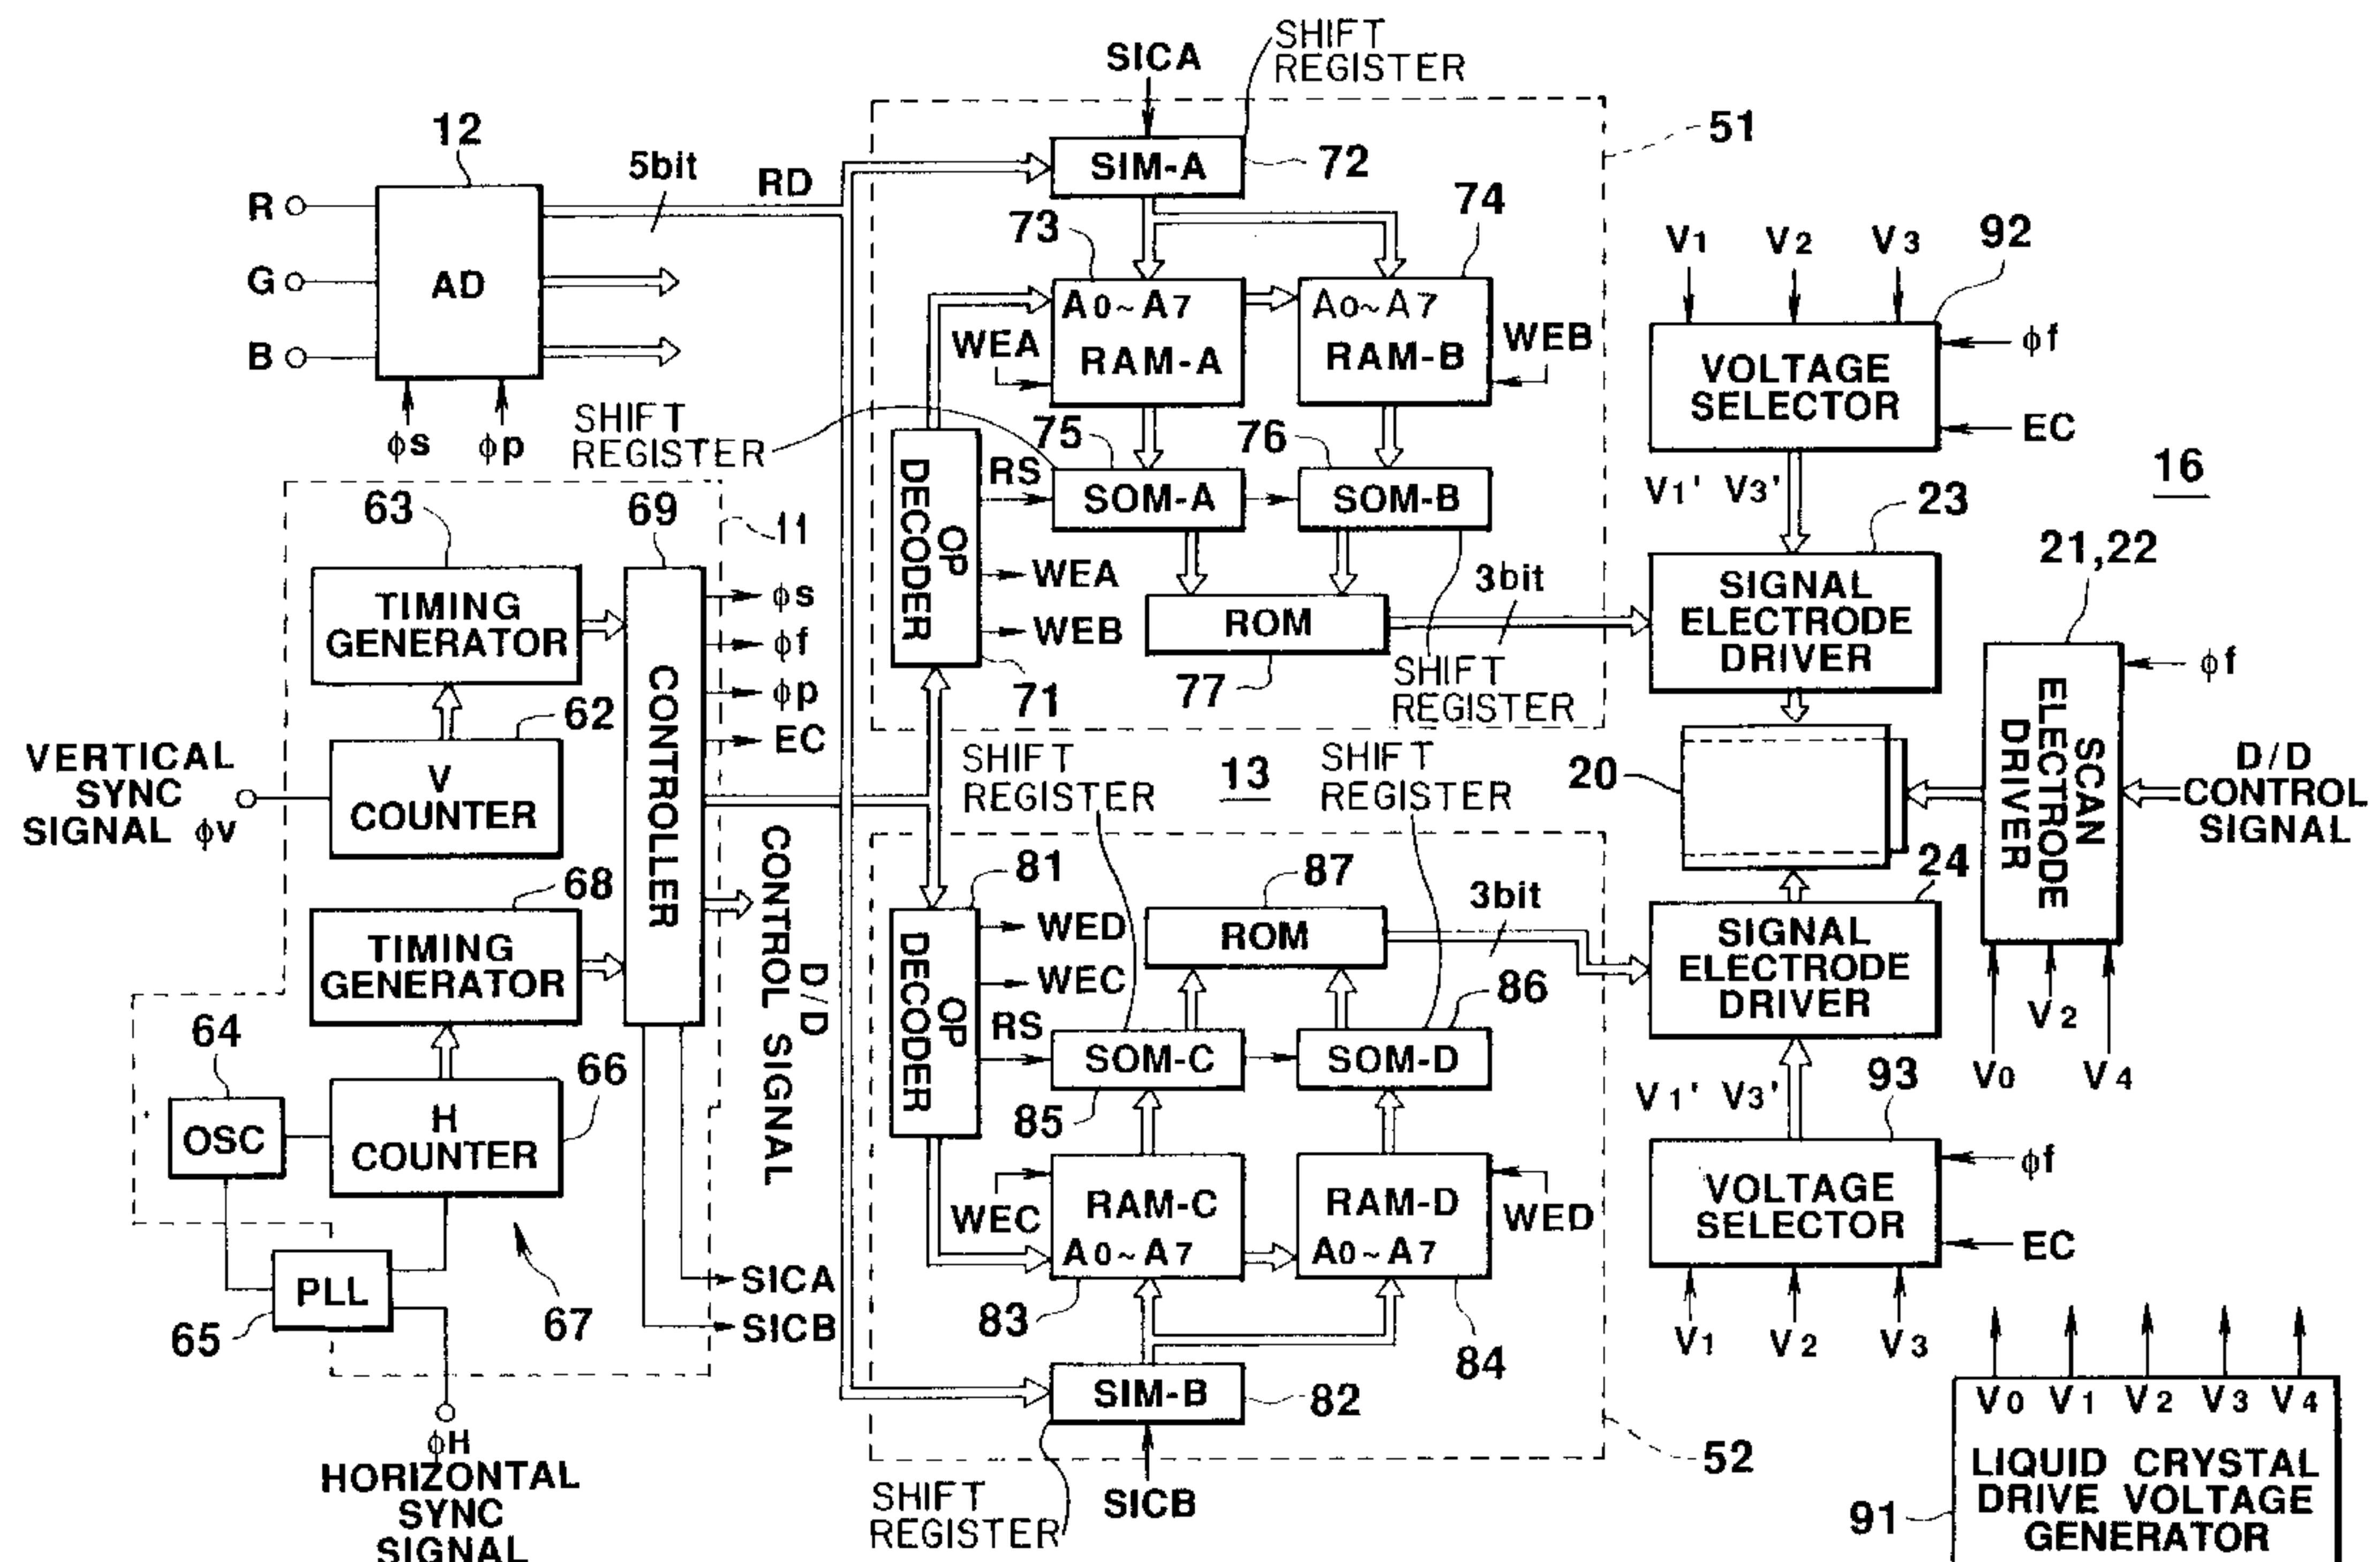 SICA
SHIFT
REGISTER
12
51
5bit
RD
SIM-A
72
R
G
B
AD
φs
φp
73
74
A0~A7
RAM-A
A0~A7
RAM-B
WEA
WEB
V1
V2
V3
92
VOLTAGE
SELECTOR
φf
EC
16
SHIFT
REGISTER
75
76
RS
SOM-A
SOM-B
V1' V3'
23
OP
DECODER
WEA
WEB
71
ROM
77
3bit
SHIFT
REGISTER
SIGNAL
ELECTRODE
DRIVER
21,22
φf
63
69
11
TIMING
GENERATOR
CONTROLLER
φs
φf
φp
EC
62
V
COUNTER
VERTICAL
SYNC
SIGNAL φv
SHIFT
REGISTER
13
SHIFT
REGISTER
20
SCAN
ELECTRODE
DRIVER
D/D
CONTROL
SIGNAL
D/D
CONTROL SIGNAL
68
TIMING
GENERATOR
81
OP
DECODER
WED
WEC
RS
87
ROM
3bit
24
SIGNAL
ELECTRODE
DRIVER
86
SOM-C
SOM-D
85
V0
V2
V4
64
OSC
66
H
COUNTER
V1' V3'
93
PLL
65
67
SICA
SICB
WEC
RAM-C
A0~A7
RAM-D
A0~A7
WED
83
84
VOLTAGE
SELECTOR
φf
EC
V1
V2
V3
SIM-B
82
52
φH
HORIZONTAL
SYNC
SIGNAL
SHIFT
REGISTER
SICB
V0 V1 V2 V3 V4
LIQUID CRYSTAL
DRIVE VOLTAGE
GENERATOR
91